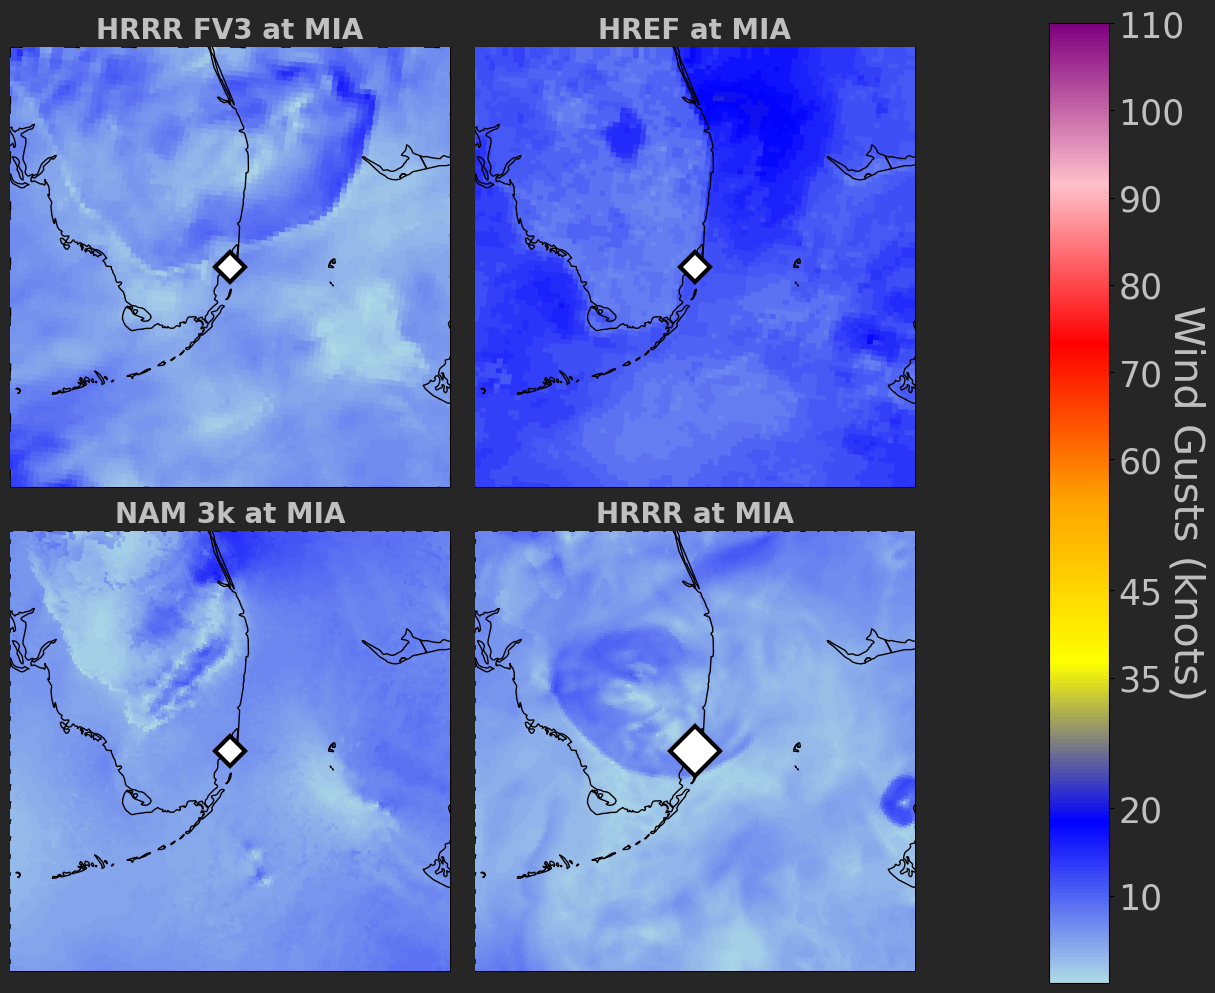 HRRR FV3 at MIA
HREF at MIA
NAM 3k at MIA
HRRR at MIA
110
100
90
80
70
60
45
35
20
10
Wind Gusts (knots)